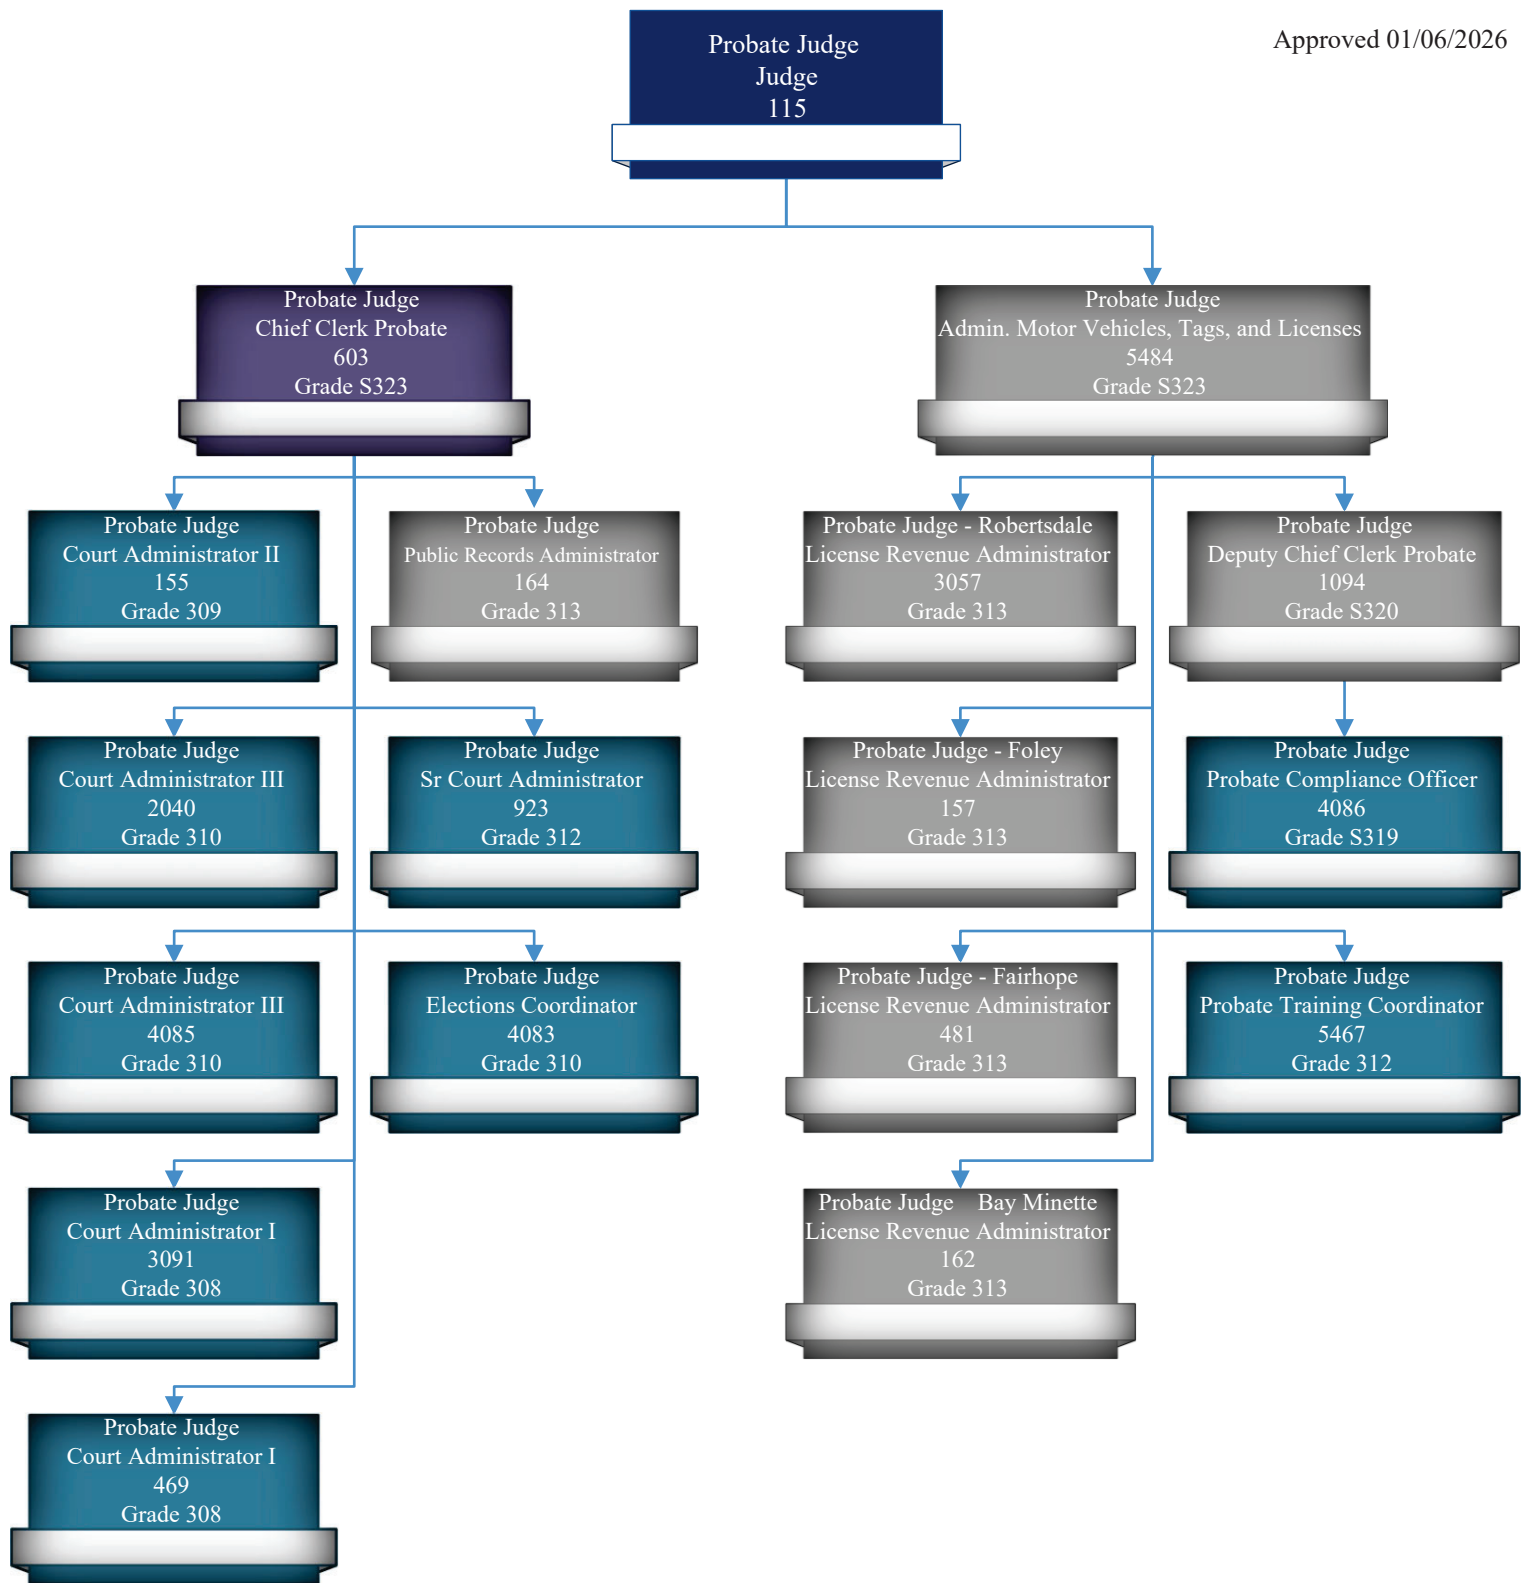 Approved 01/06/2026
Probate Judge
Judge
115
Probate Judge
Chief Clerk Probate
603
Grade S323
Probate Judge
Admin. Motor Vehicles, Tags, and Licenses
5484
Grade S323
Probate Judge
Court Administrator II
155
Grade 309
Probate Judge
Public Records Administrator
164
Grade 313
Probate Judge - Robertsdale
License Revenue Administrator
3057
Grade 313
Probate Judge
Deputy Chief Clerk Probate
1094
Grade S320
Probate Judge
Court Administrator III
2040
Grade 310
Probate Judge
Sr Court Administrator
923
Grade 312
Probate Judge - Foley
License Revenue Administrator
157
Grade 313
Probate Judge
Probate Compliance Officer
4086
Grade S319
Probate Judge
Court Administrator III
4085
Grade 310
Probate Judge
Elections Coordinator
4083
Grade 310
Probate Judge - Fairhope
License Revenue Administrator
481
Grade 313
Probate Judge
Probate Training Coordinator
5467
Grade 312
Probate Judge
Court Administrator I
3091
Grade 308
Probate Judge Bay Minette
License Revenue Administrator
162
Grade 313
Probate Judge
Court Administrator I
469
Grade 308